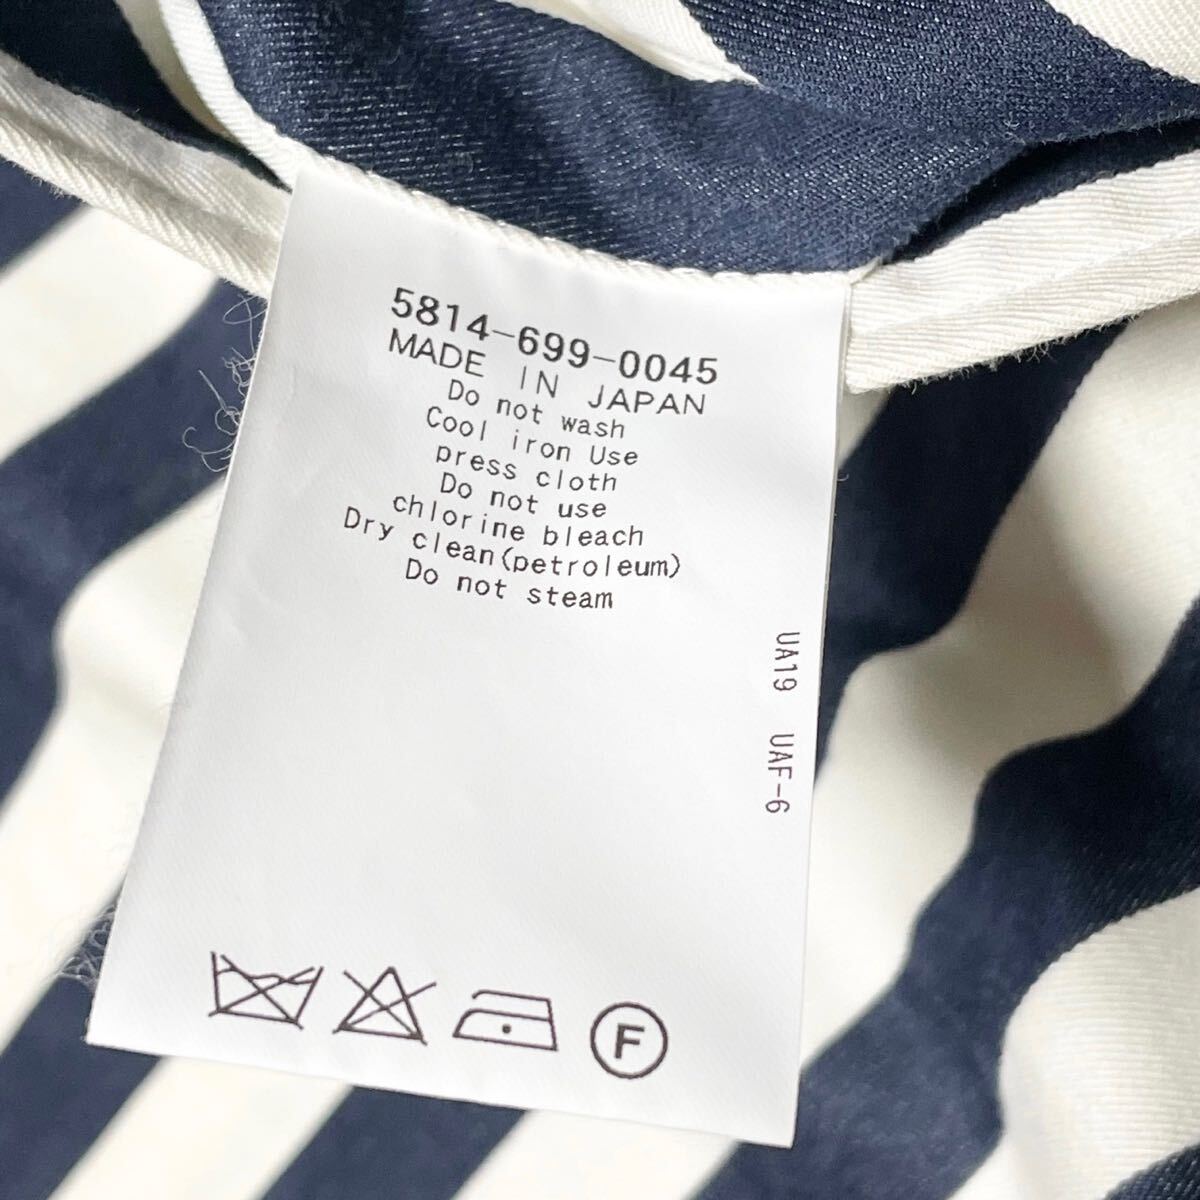 5814-699-0045
MADE IN JAPAN
Do not wash
Cool iron Use
press cloth
Do not use
chlorine bleach
Dry clean(petroleum)
Do not steam
UA19 UAF-6
F